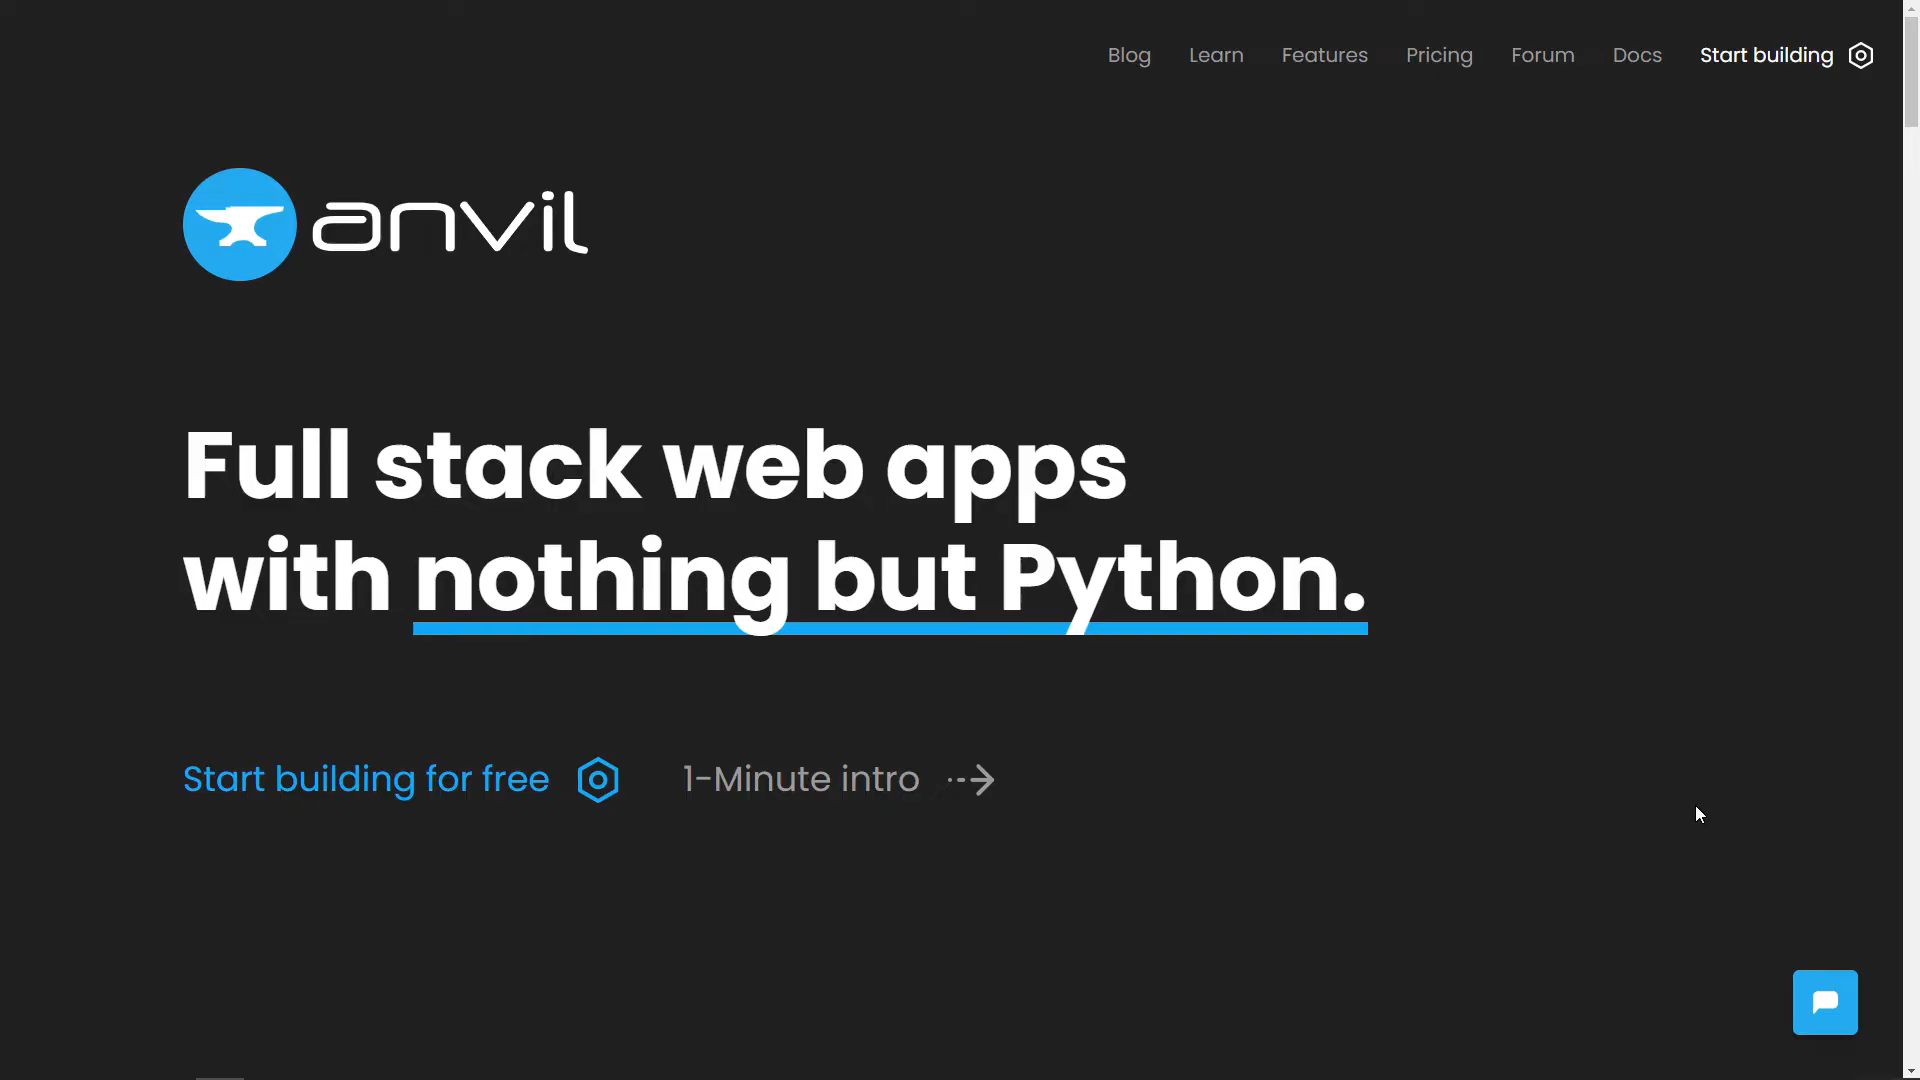 Blog Learn Features Pricing Forum Docs Start building
anvil
Full stack web apps
with nothing but Python.
Start building for free 1-Minute intro